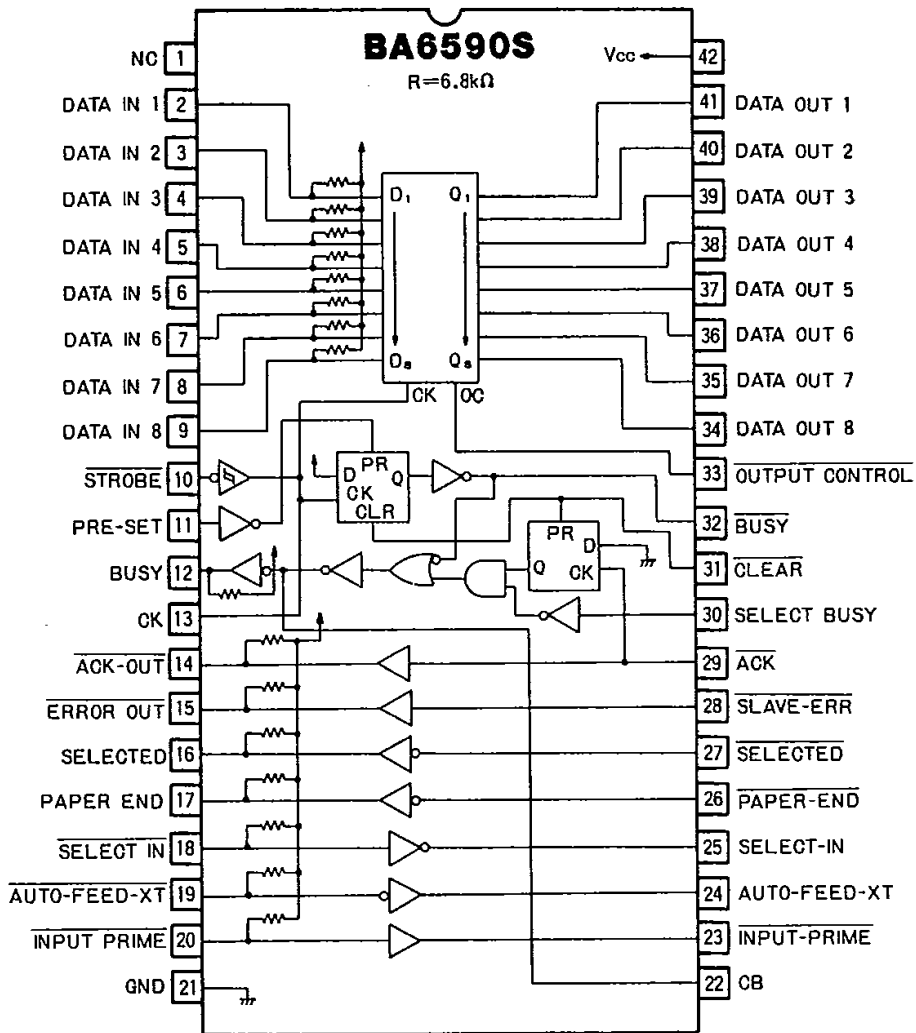 BA6590S
R=6.8kΩ
NC 1
DATA IN 1 2
DATA IN 2 3
DATA IN 3 4
DATA IN 4 5
DATA IN 5 6
DATA IN 6 7
DATA IN 7 8
DATA IN 8 9
STROBE 10
PRE-SET 11
BUSY 12
CK 13
ACK-OUT 14
ERROR OUT 15
SELECTED 16
PAPER END 17
SELECT IN 18
AUTO-FEED-XT 19
INPUT PRIME 20
GND 21
Vcc 42
41 DATA OUT 1
40 DATA OUT 2
39 DATA OUT 3
38 DATA OUT 4
37 DATA OUT 5
36 DATA OUT 6
35 DATA OUT 7
34 DATA OUT 8
33 OUTPUT CONTROL
32 BUSY
31 CLEAR
30 SELECT BUSY
29 ACK
28 SLAVE-ERR
27 SELECTED
26 PAPER-END
25 SELECT-IN
24 AUTO-FEED-XT
23 INPUT-PRIME
22 CB
D₁ Q₁
D₈ Q₈
CK OC
PR
D Q
CK
CLR
PR
D
Q
CK